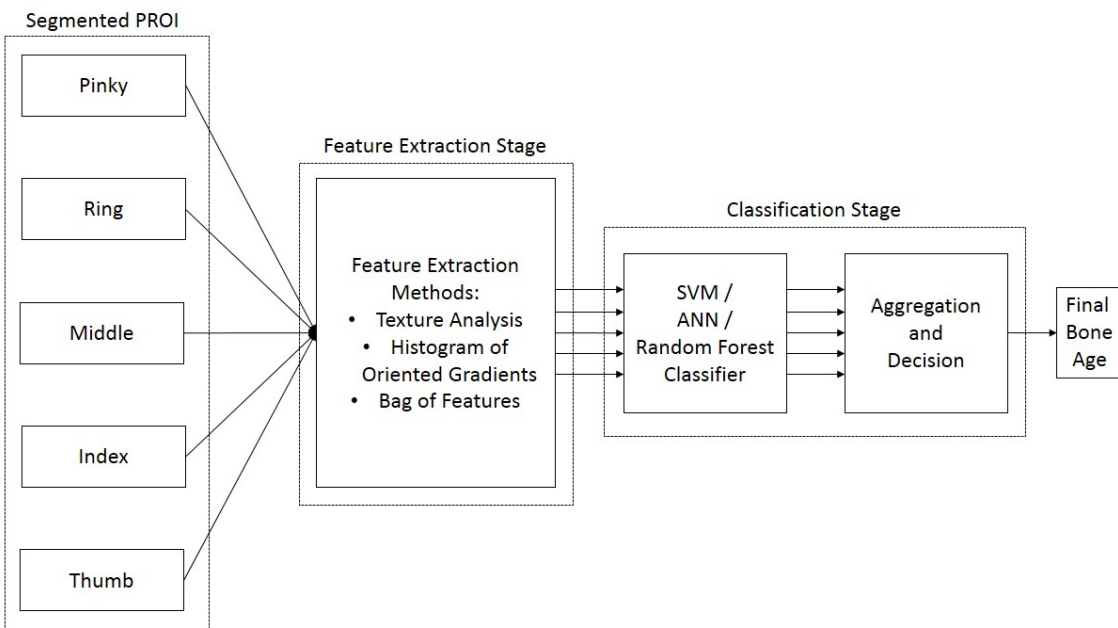 Segmented PROI
Pinky
Ring
Middle
Index
Thumb
Feature Extraction Stage
Feature Extraction
Methods:
• Texture Analysis
• Histogram of
Oriented Gradients
• Bag of Features
Classification Stage
SVM /
ANN /
Random Forest
Classifier
Aggregation
and
Decision
Final
Bone
Age